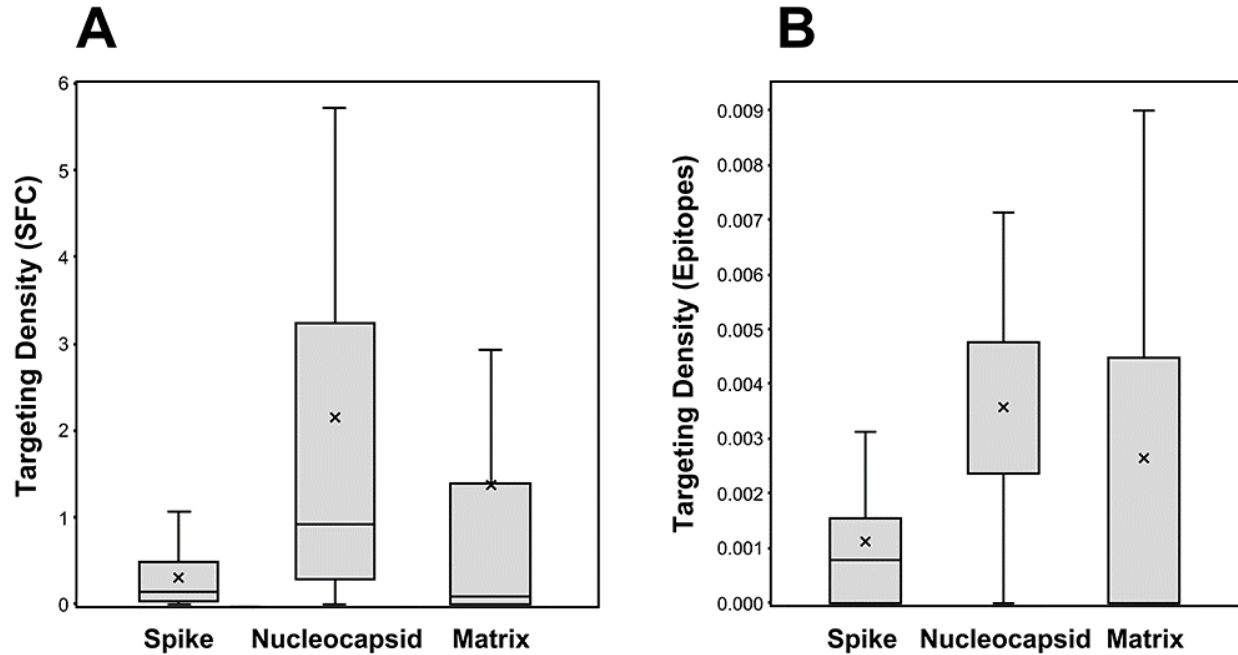 A
Targeting Density (SFC)
6
5
4
3
2
1
0
Spike
Nucleocapsid
Matrix
B
Targeting Density (Epitopes)
0.009
0.008
0.007
0.006
0.005
0.004
0.003
0.002
0.001
0.000
Spike
Nucleocapsid
Matrix